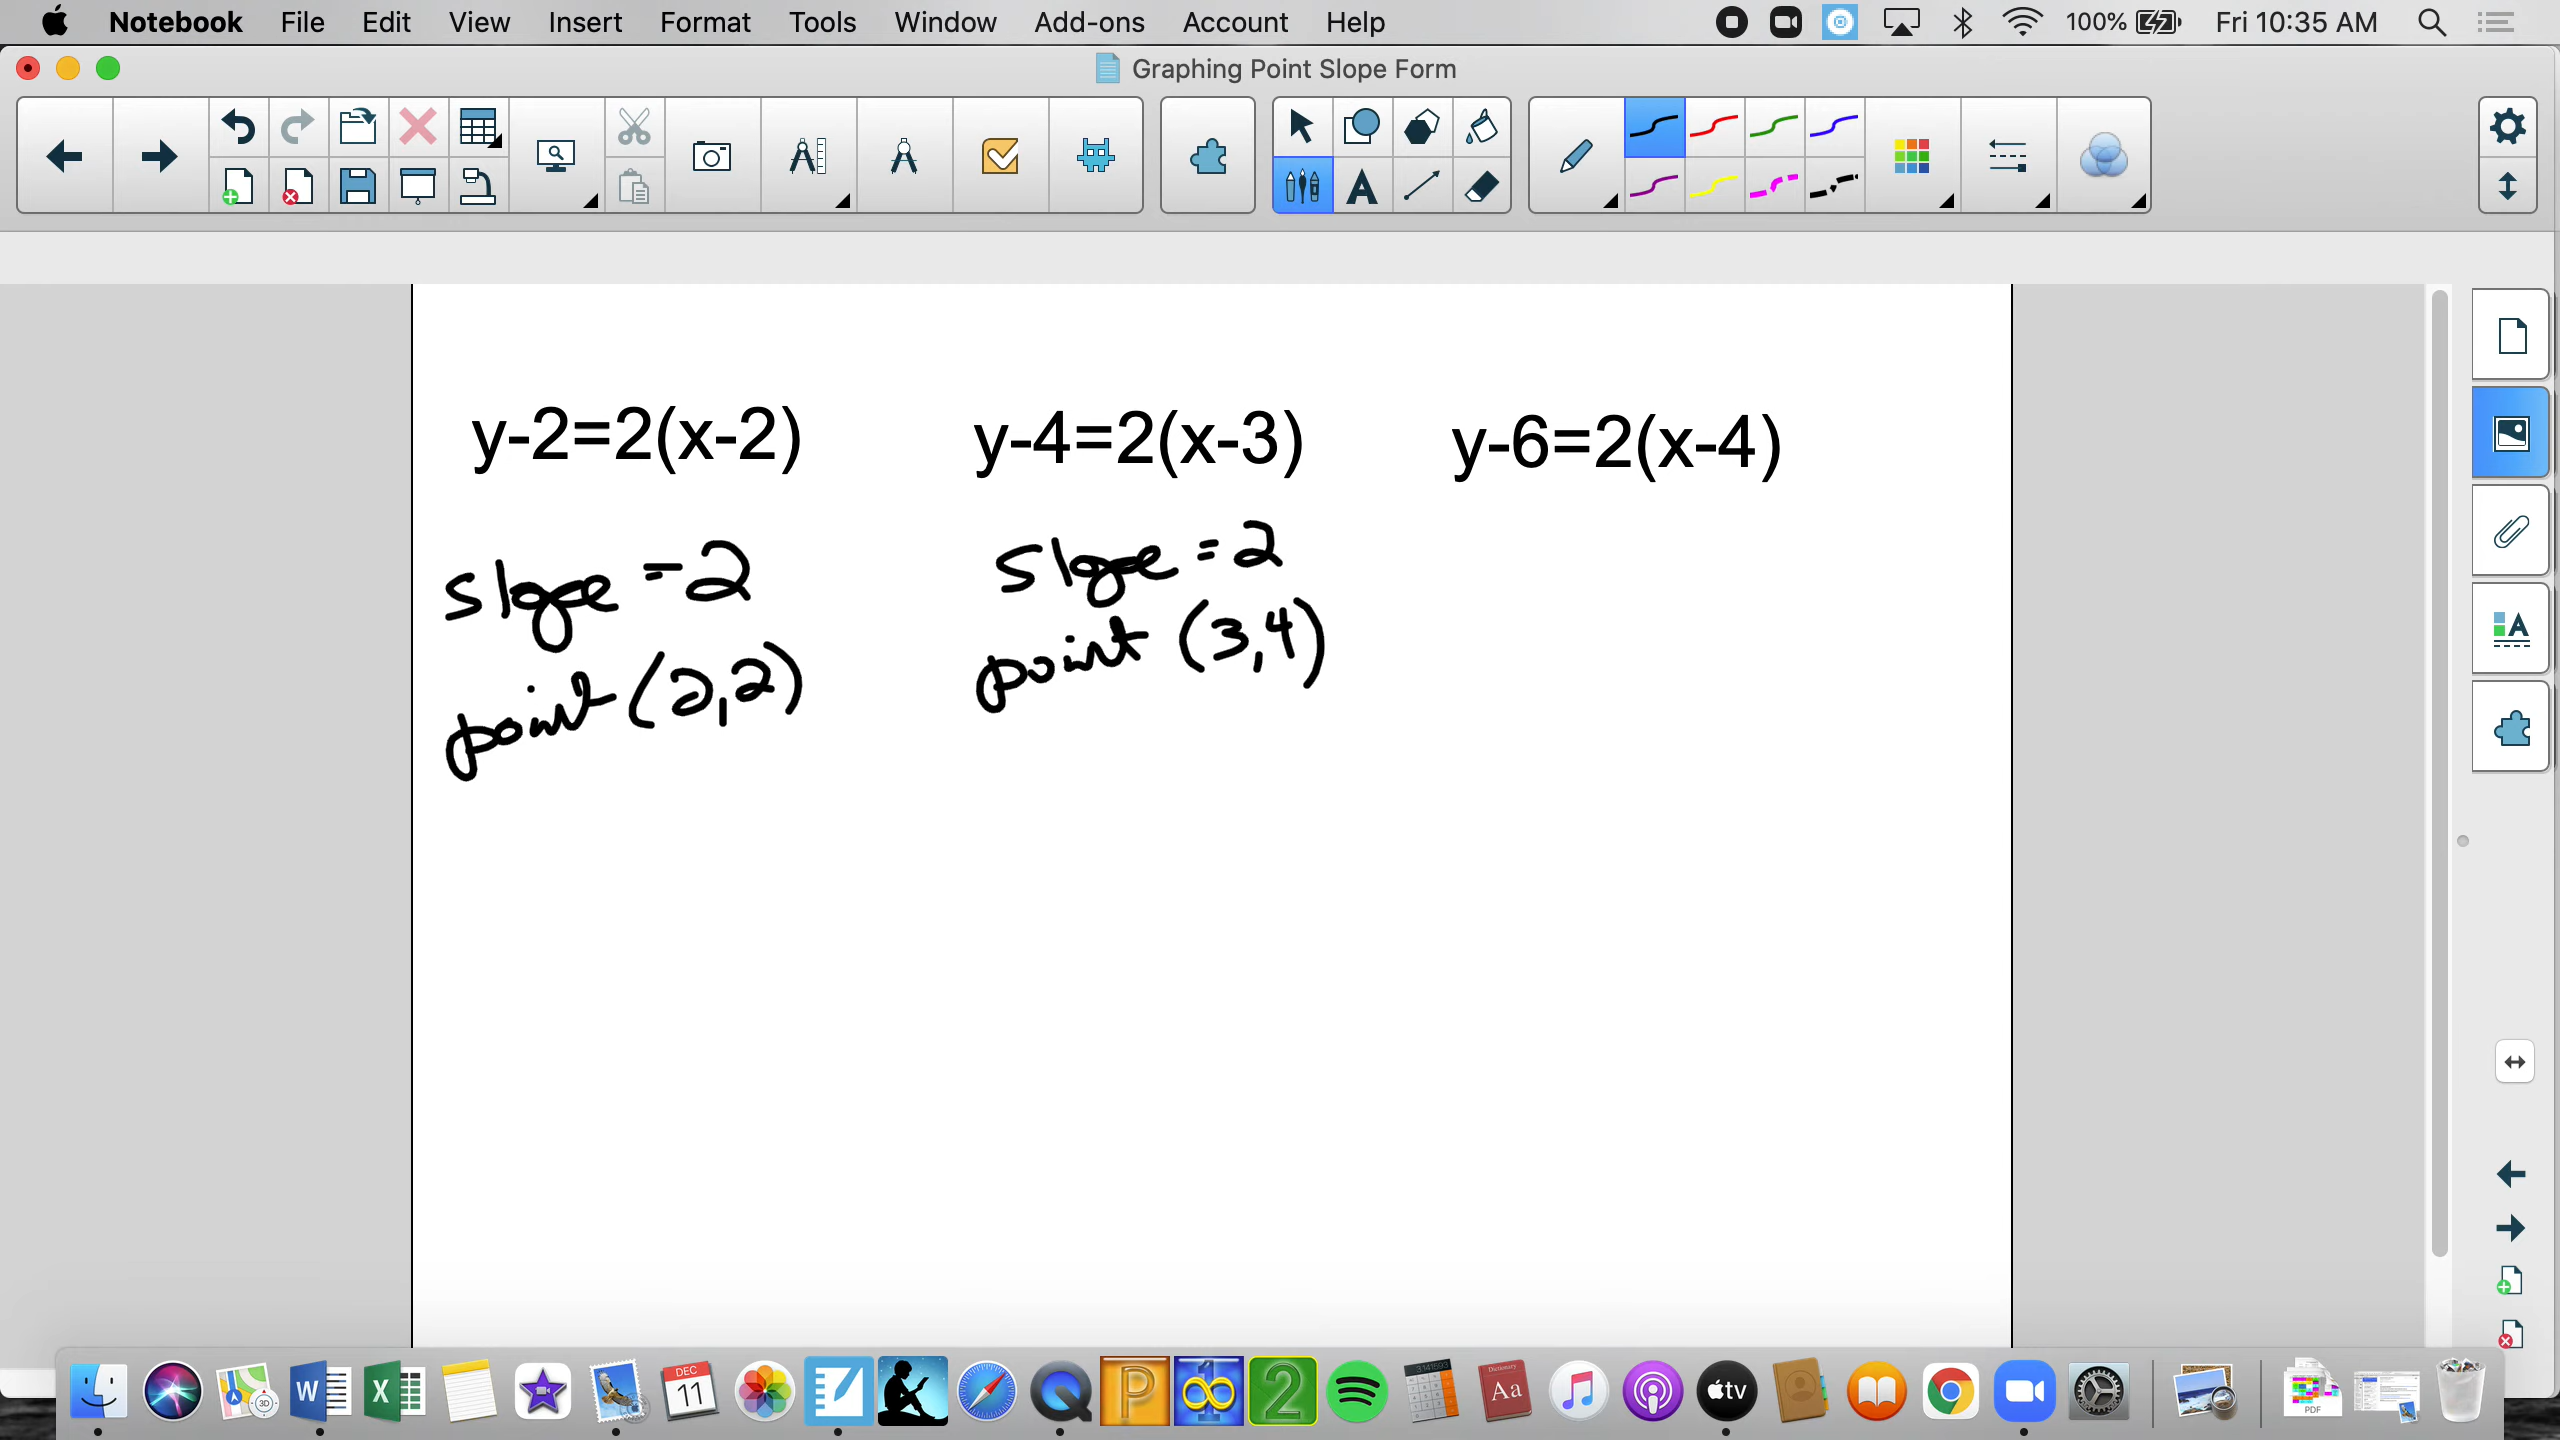 Notebook File Edit View Insert Format Tools Window Add-ons Account Help 100% Fri 10:35 AM
Graphing Point Slope Form
y-2=2(x-2) y-4=2(x-3) y-6=2(x-4)
slope = 2 slope = 2
point (2,2) point (3,4)